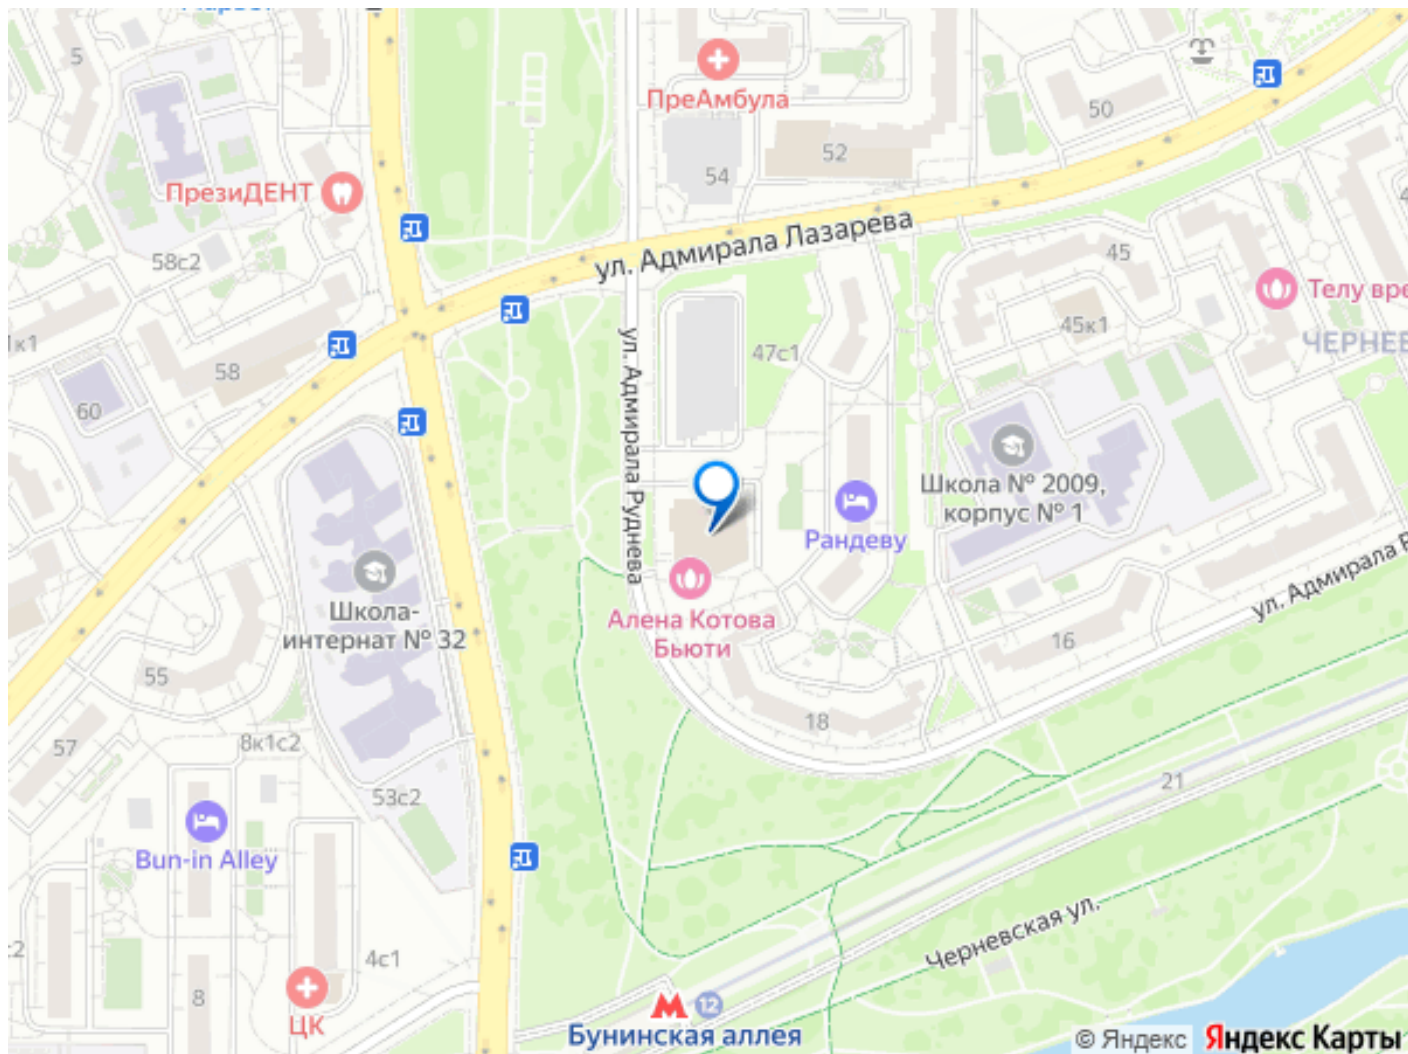 5
ПреАмбула
50
52
54
ПрезиДЕНТ
58с2
ул. Адмирала Лазарева
45
Телу вре
45к1
ЧЕРНЕВ
1к1
47с1
58
60
ул. Адмирала Руднева
Школа № 2009,
корпус № 1
Рандеву
Школа-
интернат № 32
Алена Котова
Бьюти
ул. Адмирала Р
16
55
18
57
8к1с2
53с2
21
Bun-in Alley
Черневская ул.
4с1
8
ЦК
М
12
Бунинская аллея
© Яндекс
Яндекс Карты